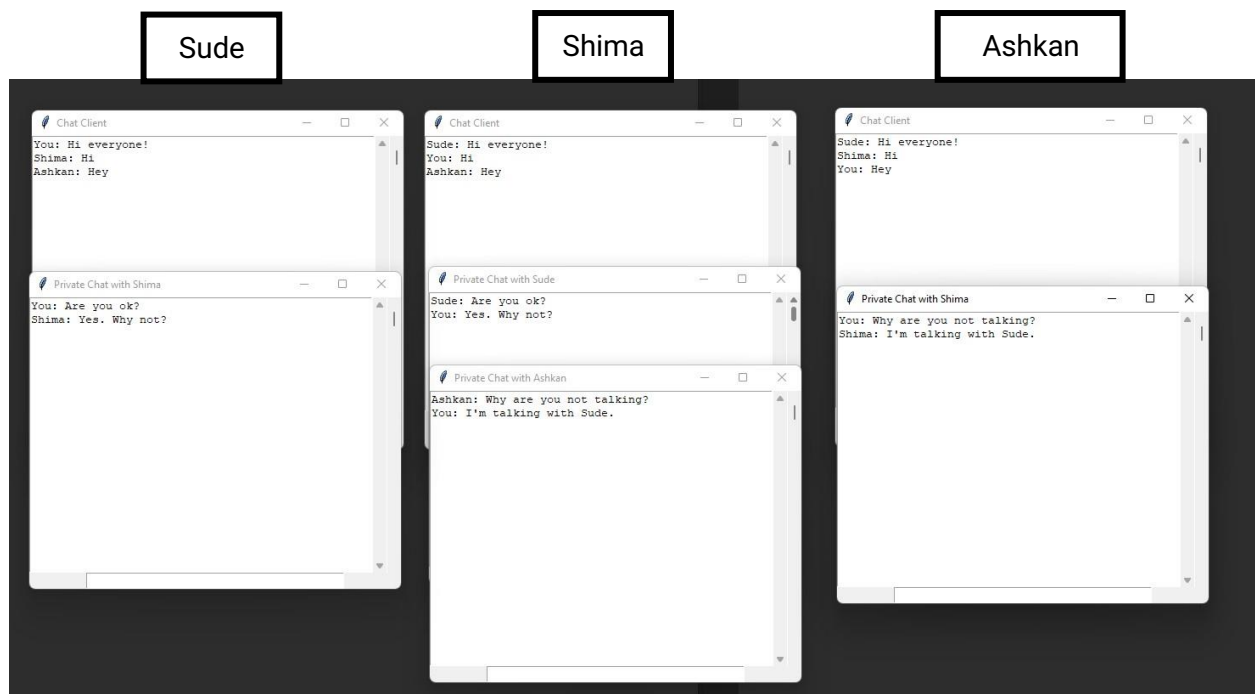 Sude
Shima
Ashkan
Chat Client
You: Hi everyone!
Shima: Hi
Ashkan: Hey
Private Chat with Shima
You: Are you ok?
Shima: Yes. Why not?
Chat Client
Sude: Hi everyone!
You: Hi
Ashkan: Hey
Private Chat with Sude
Sude: Are you ok?
You: Yes. Why not?
Private Chat with Ashkan
Ashkan: Why are you not talking?
You: I'm talking with Sude.
Chat Client
Sude: Hi everyone!
Shima: Hi
You: Hey
Private Chat with Shima
You: Why are you not talking?
Shima: I'm talking with Sude.